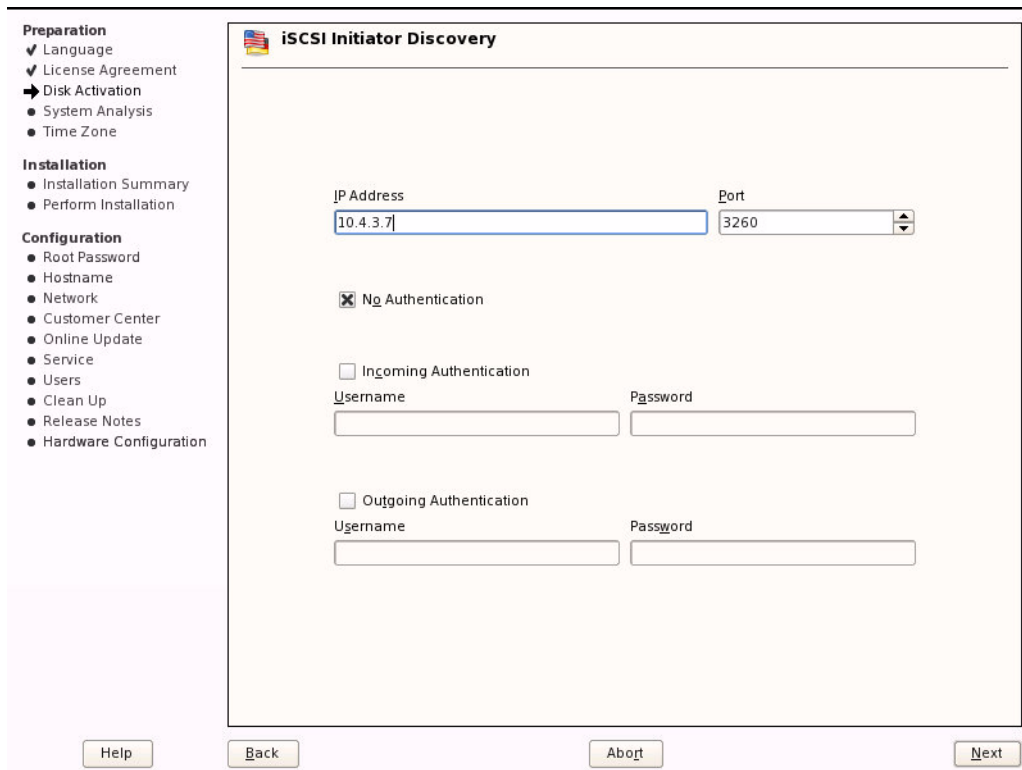 Preparation
Language
License Agreement
Disk Activation
System Analysis
Time Zone
Installation
Installation Summary
Perform Installation
Configuration
Root Password
Hostname
Network
Customer Center
Online Update
Service
Users
Clean Up
Release Notes
Hardware Configuration
iSCSI Initiator Discovery
IP Address Port
10.4.3.7 3260
No Authentication
Incoming Authentication
Username Password
Outgoing Authentication
Username Password
Help Back Abort Next